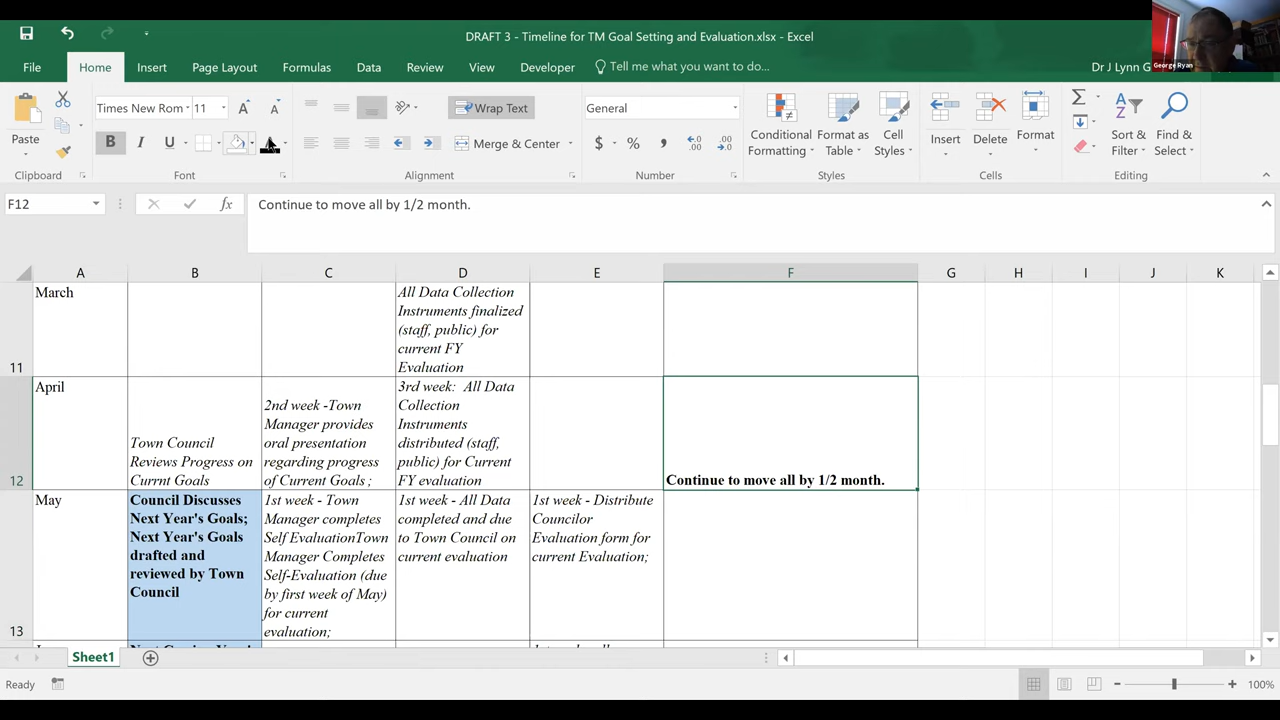 DRAFT 3 - Timeline for TM Goal Setting and Evaluation.xlsx - Excel
George Ryan
File
Home
Insert
Page Layout
Formulas
Data
Review
View
Developer
Tell me what you want to do...
Dr J Lynn G
Paste
Times New Rom
11
B I U
Wrap Text
Merge & Center
General
$ %
Conditional
Formatting
Format as
Table
Cell
Styles
Insert
Delete
Format
Sort &
Filter
Find &
Select
Clipboard
Font
Alignment
Number
Styles
Cells
Editing
F12
fx
Continue to move all by 1/2 month.
A B C D E F G H I J K
11
March
All Data Collection
Instruments finalized
(staff, public) for
current FY
Evaluation
12
April
Town Council
Reviews Progress on
Currnt Goals
2nd week -Town
Manager provides
oral presentation
regarding progress
of Current Goals ;
3rd week: All Data
Collection
Instruments
distributed (staff,
public) for Current
FY evaluation
Continue to move all by 1/2 month.
13
May
Council Discusses
Next Year's Goals;
Next Year's Goals
drafted and
reviewed by Town
Council
1st week - Town
Manager completes
Self EvaluationTown
Manager Completes
Self-Evaluation (due
by first week of May)
for current
evaluation;
1st week - All Data
completed and due
to Town Council on
current evaluation
1st week - Distribute
Councilor
Evaluation form for
current Evaluation;
Sheet1
Ready
100%